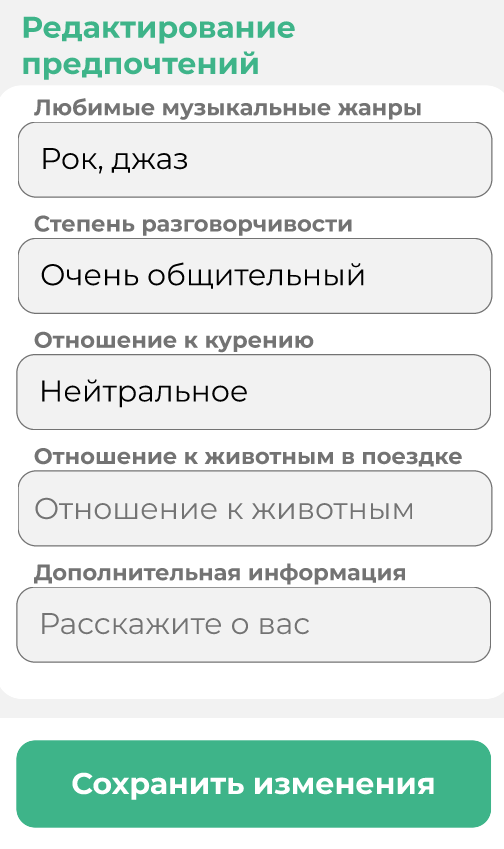 Редактирование
предпочтений
Любимые музыкальные жанры
Рок, джаз
Степень разговорчивости
Очень общительный
Отношение к курению
Нейтральное
Отношение к животным в поездке
Отношение к животным
Дополнительная информация
Расскажите о вас
Сохранить изменения